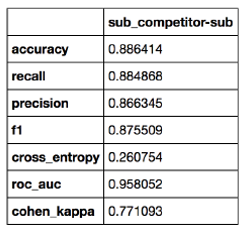 sub_competitor-sub
accuracy 0.886414
recall 0.884868
precision 0.866345
f1 0.875509
cross_entropy 0.260754
roc_auc 0.958052
cohen_kappa 0.771093